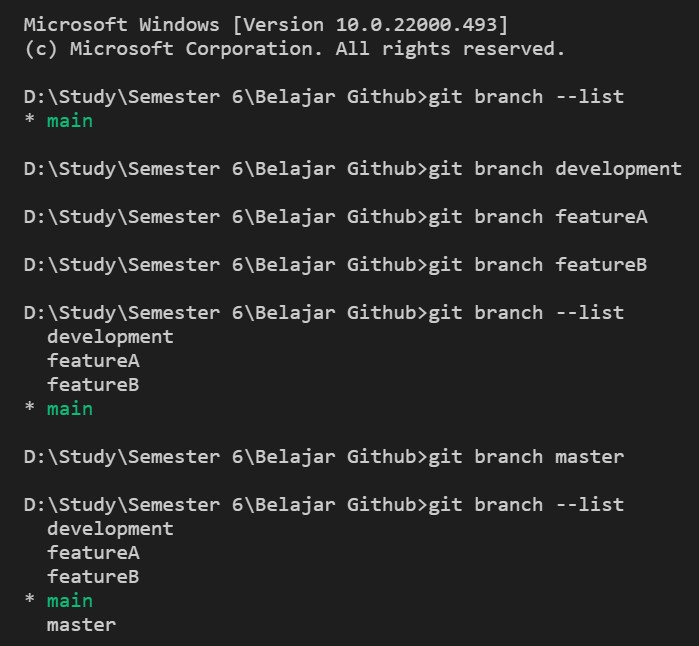 Microsoft Windows [Version 10.0.22000.493]
(c) Microsoft Corporation. All rights reserved.
D:\Study\Semester 6\Belajar Github>git branch --list
* main
D:\Study\Semester 6\Belajar Github>git branch development
D:\Study\Semester 6\Belajar Github>git branch featureA
D:\Study\Semester 6\Belajar Github>git branch featureB
D:\Study\Semester 6\Belajar Github>git branch --list
  development
  featureA
  featureB
* main
D:\Study\Semester 6\Belajar Github>git branch master
D:\Study\Semester 6\Belajar Github>git branch --list
  development
  featureA
  featureB
* main
  master